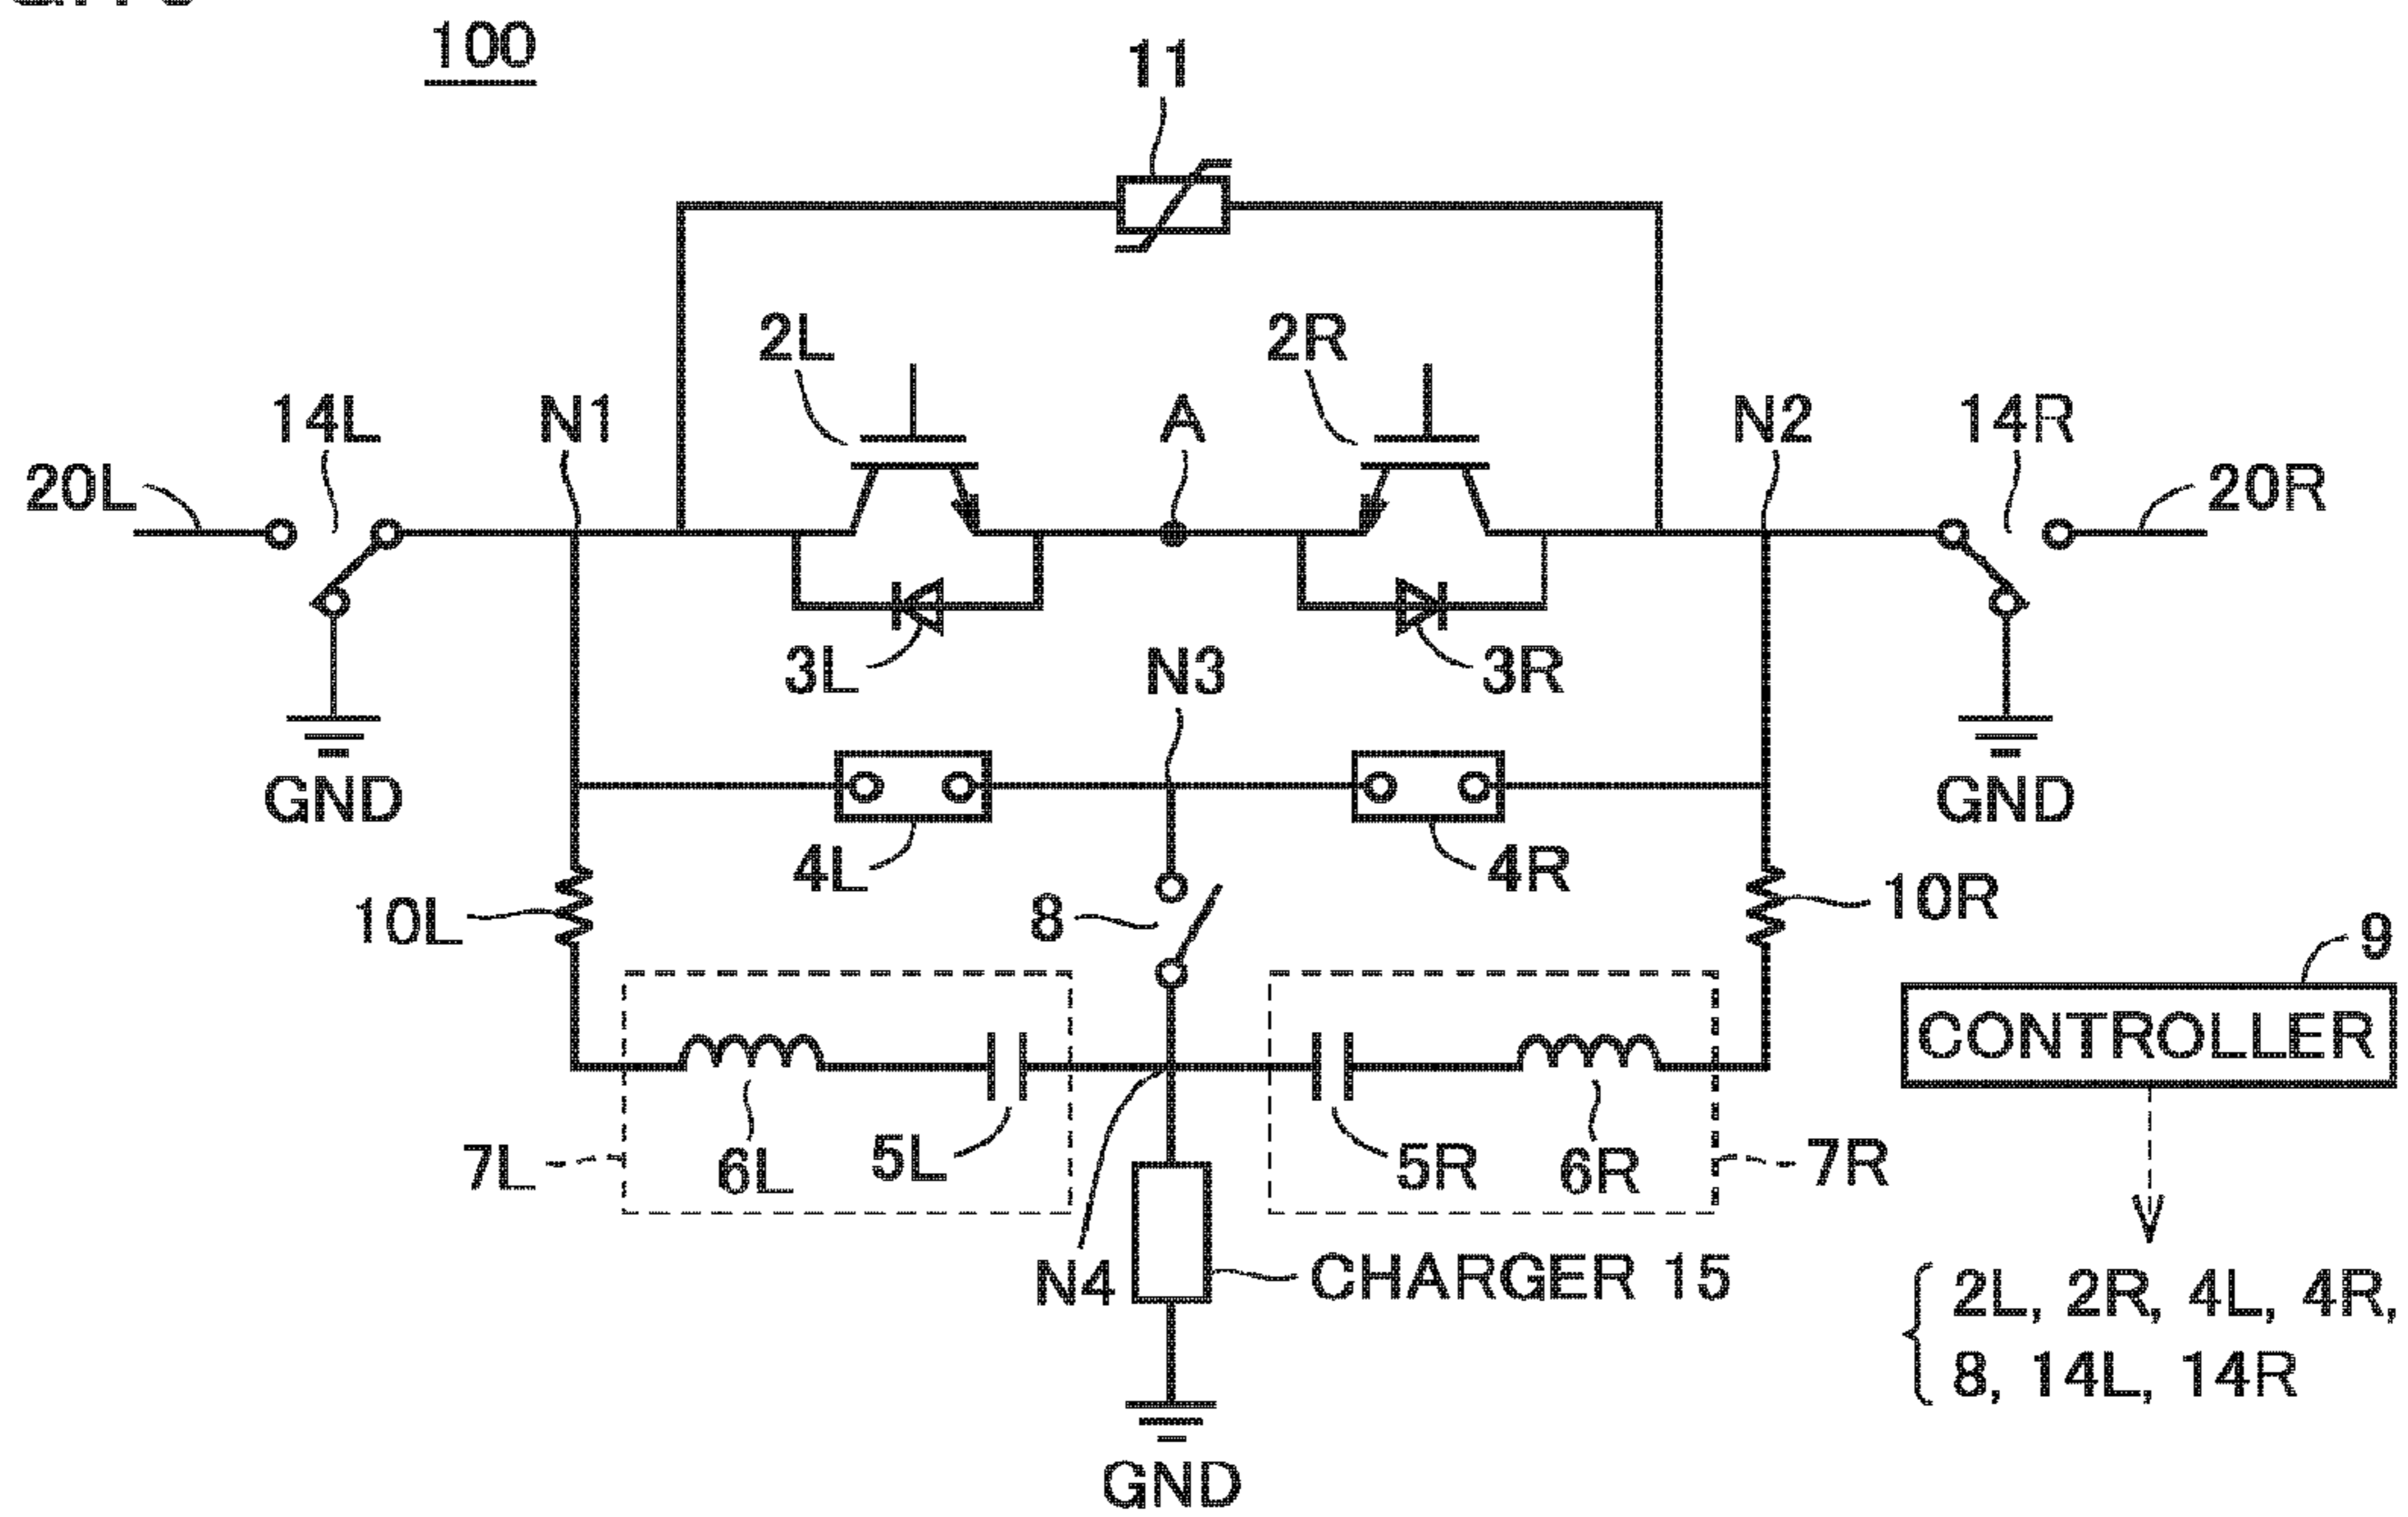 100
11
2L
2R
14L
N1
A
N2
14R
20L
20R
3L
N3
3R
GND
GND
4L
4R
10L
8
10R
9
CONTROLLER
7L
6L
5L
5R
6R
7R
N4
CHARGER 15
2L, 2R, 4L, 4R,
8, 14L, 14R
GND